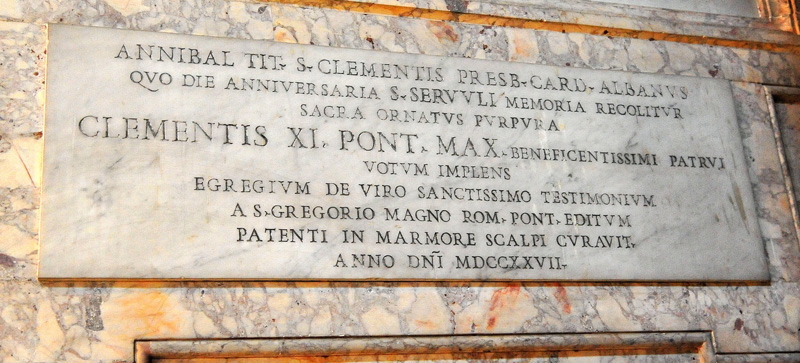 ANNIBAL TIT. S. CLEMENTIS PRESB. CARD. ALBANVS
QVO DIE ANNIVERSARIA S. SERVVLI MEMORIA RECOLITVR
SACRA ORNATVS PVRPVRA
CLEMENTIS XI. PONT. MAX. BENEFICENTISSIMI PATRVI
VOTVM IMPLENS
EGREGIVM DE VIRO SANCTISSIMO TESTIMONIVM
A S. GREGORIO MAGNO ROM. PONT. EDITVM
PATENTI IN MARMORE SCALPI CVRAVIT.
ANNO DNĪ MDCCXXVII.